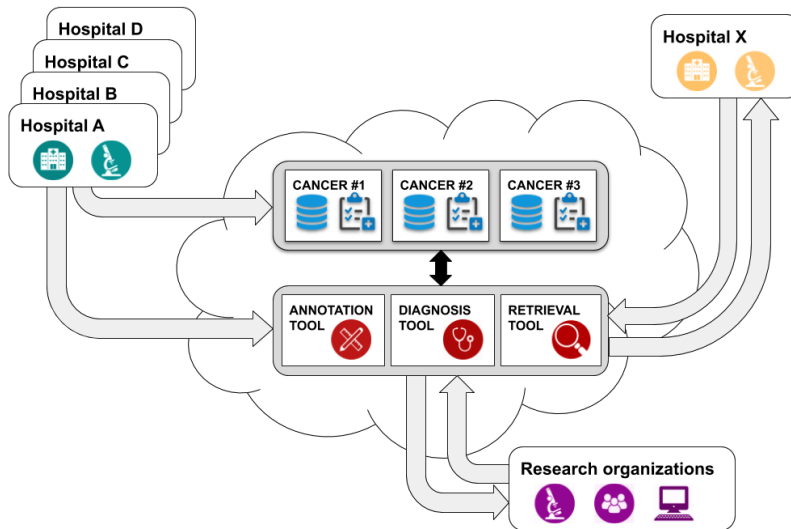 Hospital D
Hospital C
Hospital B
Hospital A
Hospital X
CANCER #1
CANCER #2
CANCER #3
ANNOTATION
TOOL
DIAGNOSIS
TOOL
RETRIEVAL
TOOL
Research organizations